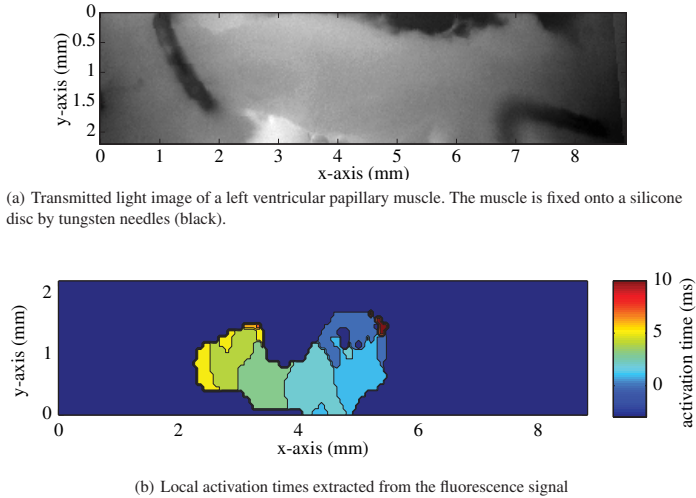 0
0.5
1
1.5
2
y-axis (mm)
0 1 2 3 4 5 6 7 8
x-axis (mm)
(a) Transmitted light image of a left ventricular papillary muscle. The muscle is fixed onto a silicone
disc by tungsten needles (black).
2
1
0
y-axis (mm)
0 2 4 6 8
x-axis (mm)
10
5
0
activation time (ms)
(b) Local activation times extracted from the fluorescence signal